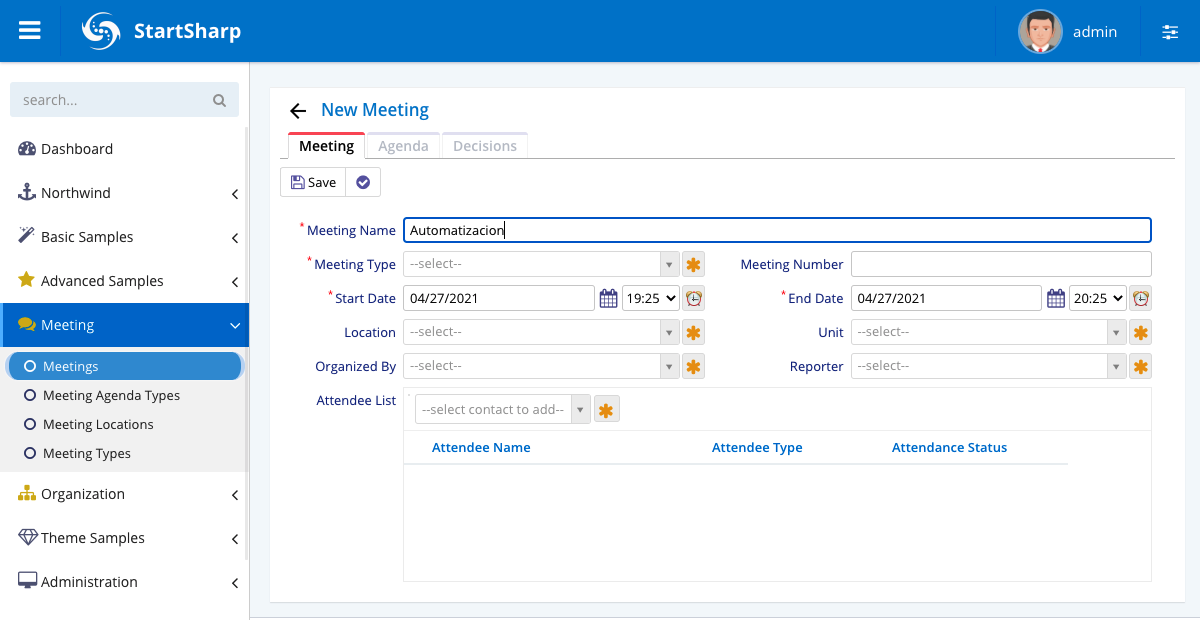 StartSharp
admin
search...
Dashboard
Northwind
Basic Samples
Advanced Samples
Meeting
Meetings
Meeting Agenda Types
Meeting Locations
Meeting Types
Organization
Theme Samples
Administration
New Meeting
Meeting Agenda Decisions
Save
* Meeting Name Automatizacion
* Meeting Type --select-- Meeting Number
* Start Date 04/27/2021 19:25 * End Date 04/27/2021 20:25
Location --select-- Unit --select--
Organized By --select-- Reporter --select--
Attendee List --select contact to add--
Attendee Name Attendee Type Attendance Status